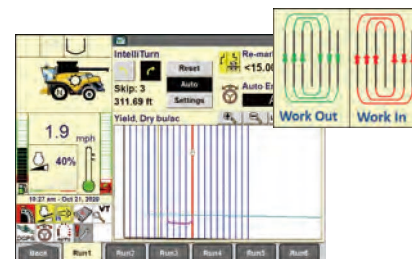 IntelliTurn
Reset
Skip: 3
Auto
311.69 ft
Settings
Re-mar
<15.00
Auto En
Yield, Dry bu/ac
1.9 mph
40%
10:27 am - Oct 21, 2020
VT
Back
Run1
Run2
Run3
Run4
Run5
Run6
Work Out
Work In